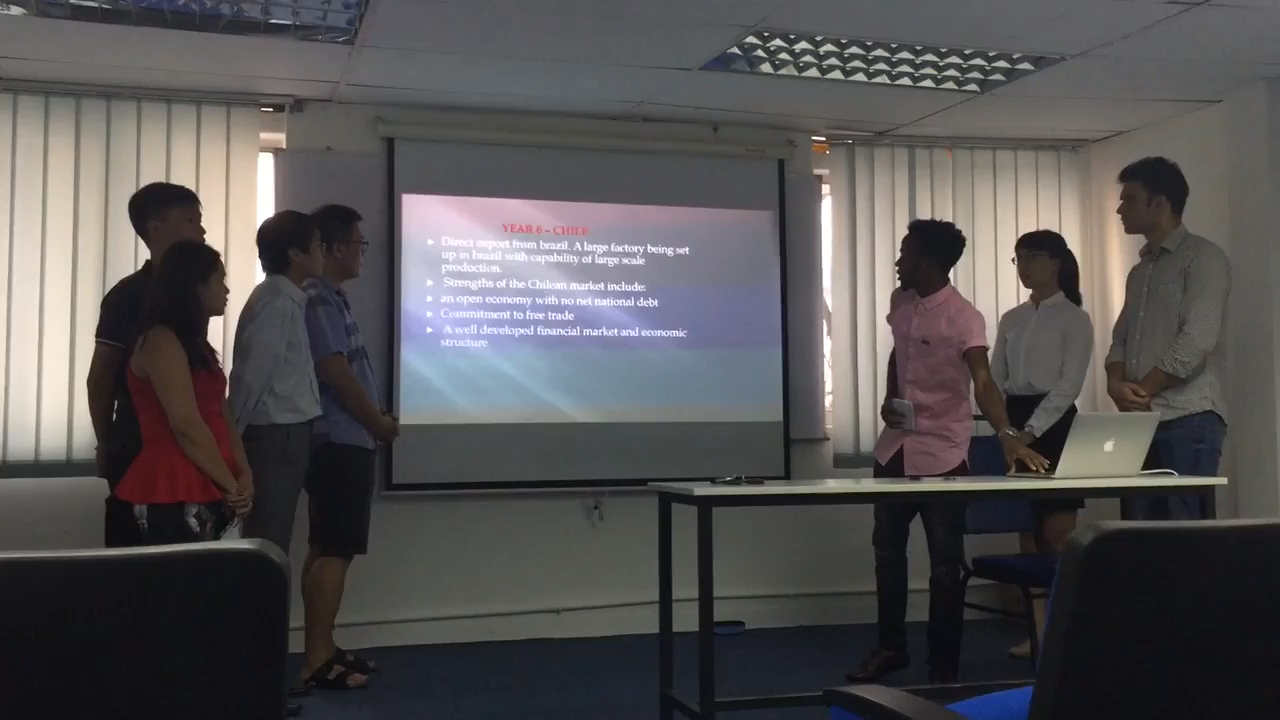 YEAR 6 – CHILE
▸ Direct export from brazil. A large factory being set
up in brazil with capability of large scale
production.
▸ Strengths of the Chilean market include:
▸ an open economy with no net national debt
▸ Commitment to free trade
▸ A well developed financial market and economic
structure